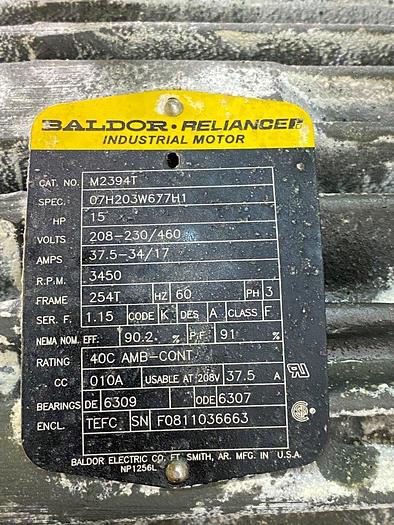 BALDOR • RELIANCER
INDUSTRIAL MOTOR
CAT. NO. M2394T
SPEC. 07H203W677H1
HP 15
VOLTS 208-230/460
AMPS 37.5-34/17
R.P.M. 3450
FRAME 254T HZ 60 PH 3
SER. F. 1.15 CODE K DES A CLASS F
NEMA NOM. EFF. 90.2 % P.F. 91 %
RATING 40C AMB-CONT
CC 010A USABLE AT 208V 37.5 A
BEARINGS DE 6309 ODE 6307
ENCL. TEFC SN F0811036663
BALDOR ELECTRIC CO. FT. SMITH, AR. MFG. IN U.S.A.
NP1256L